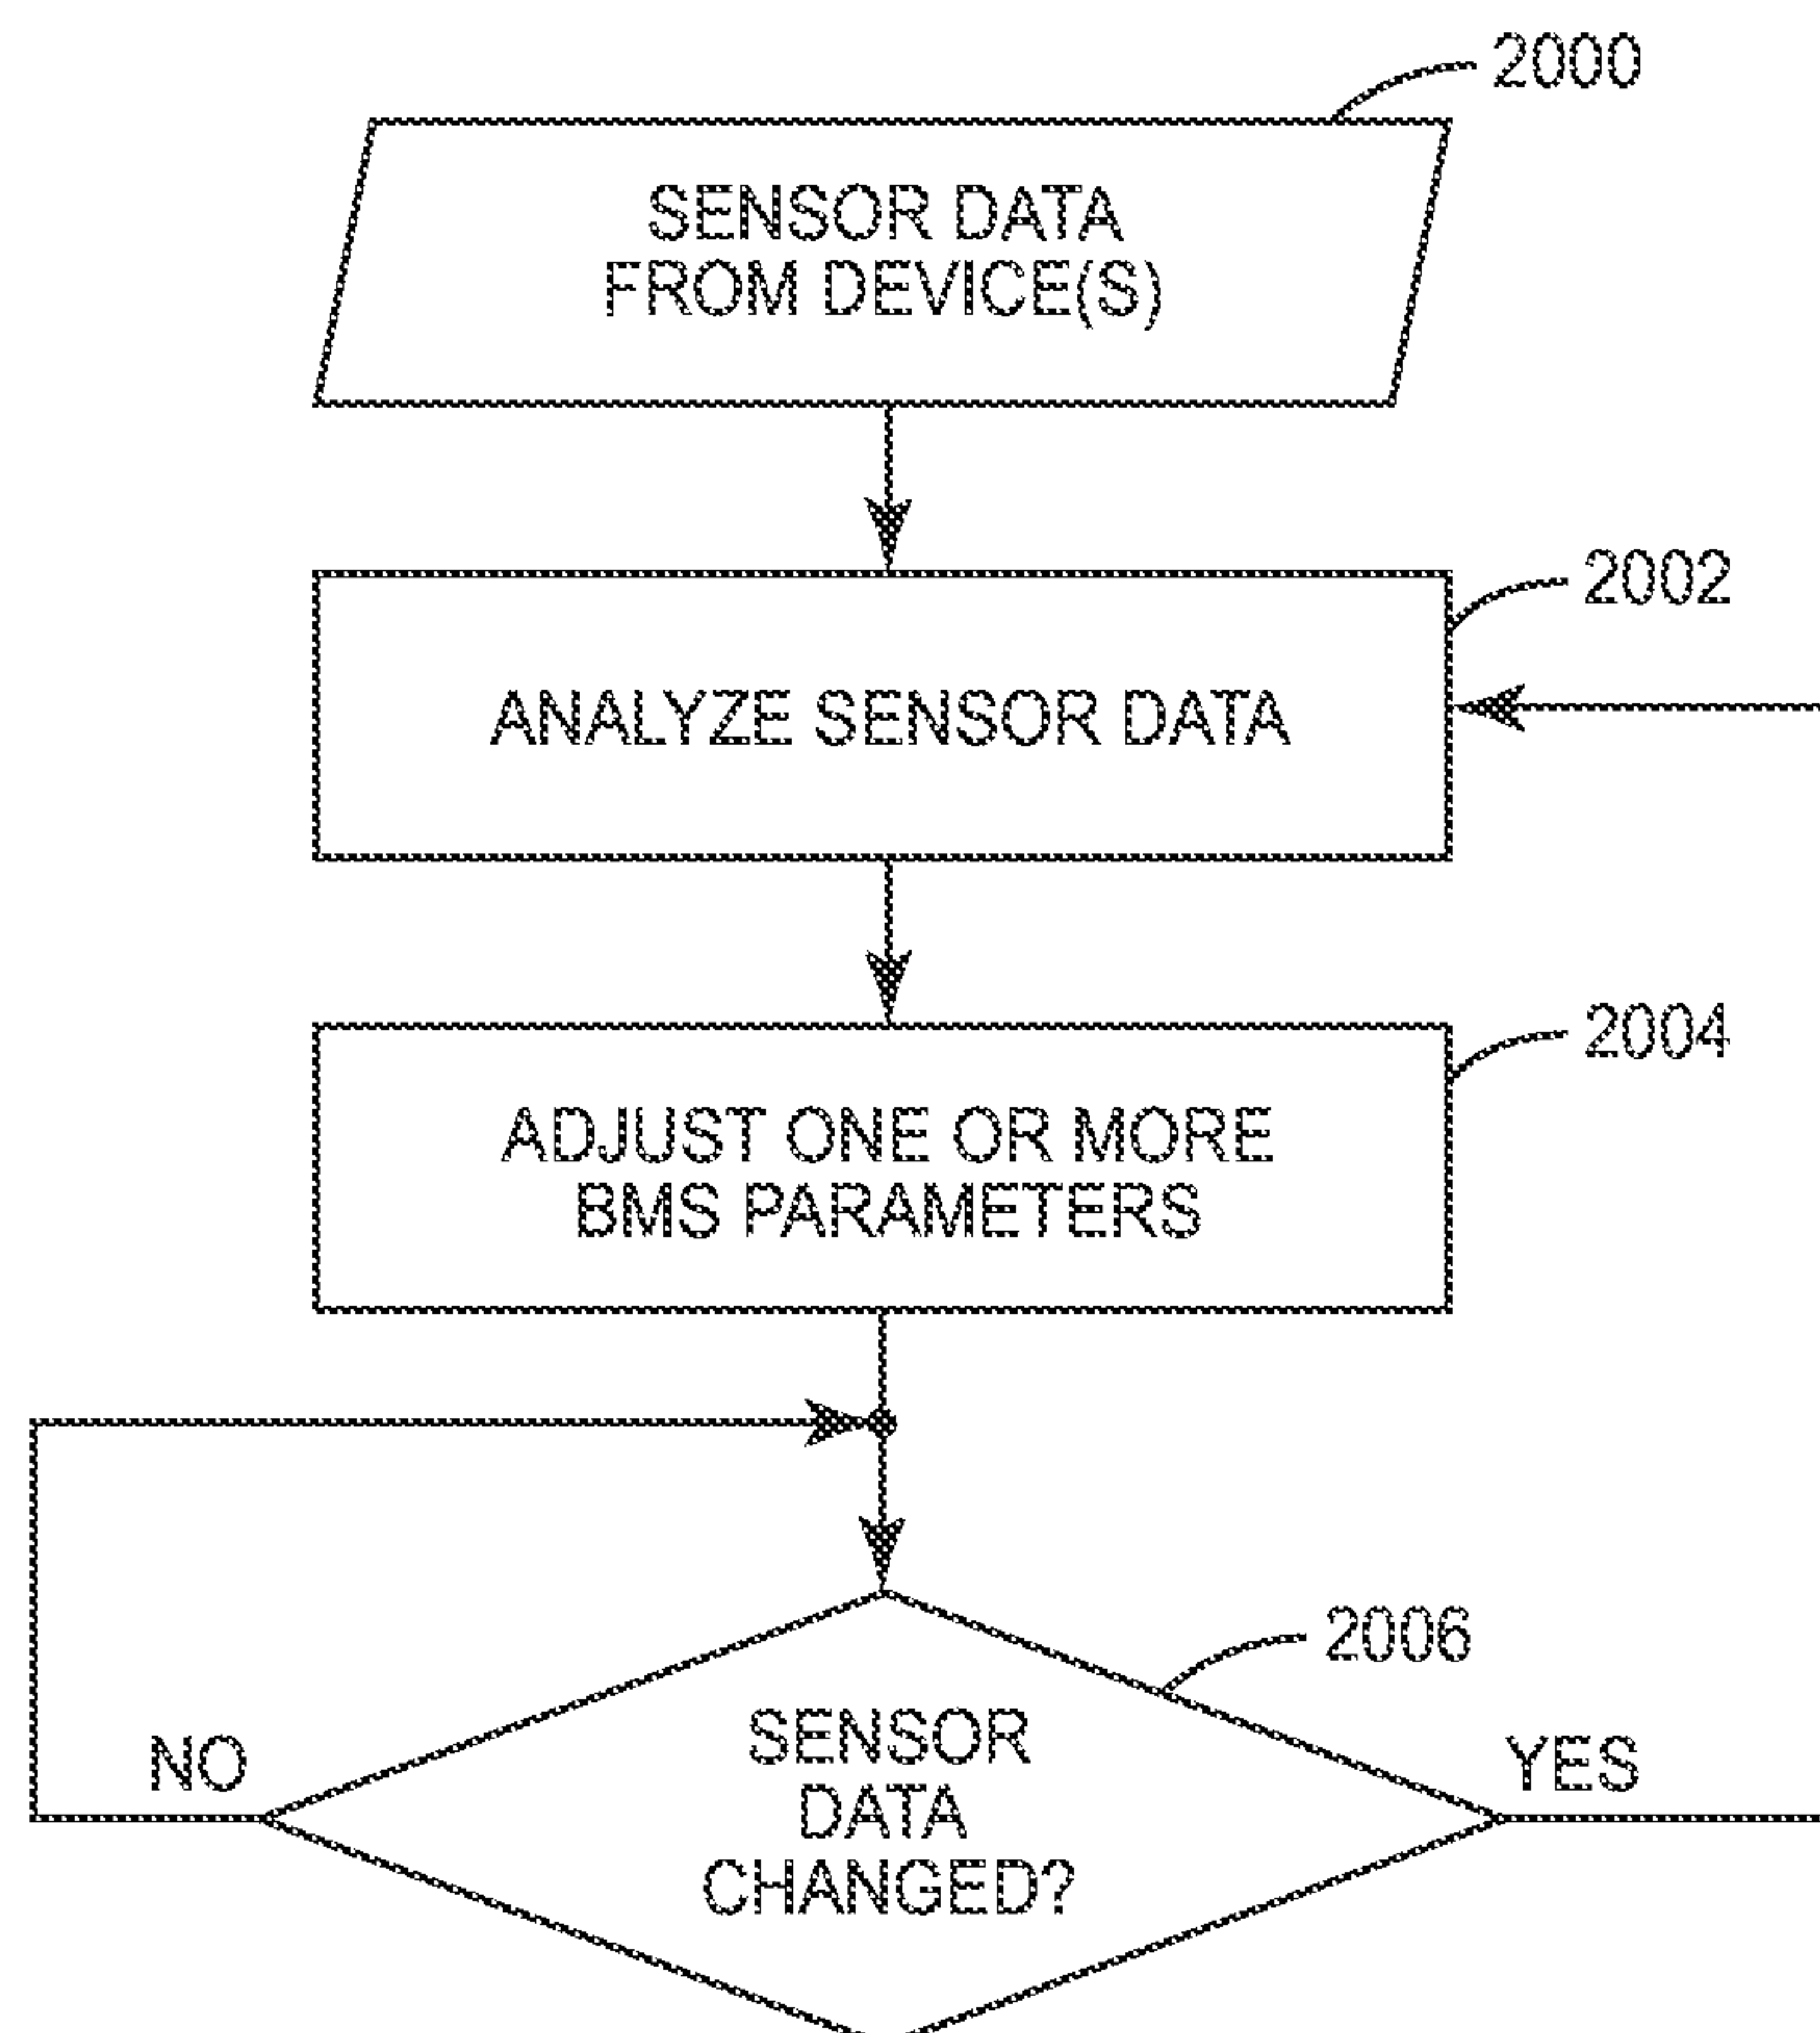 2000
SENSOR DATA
FROM DEVICE(S)
2002
ANALYZE SENSOR DATA
2004
ADJUST ONE OR MORE
BMS PARAMETERS
2006
NO
SENSOR
DATA
CHANGED?
YES